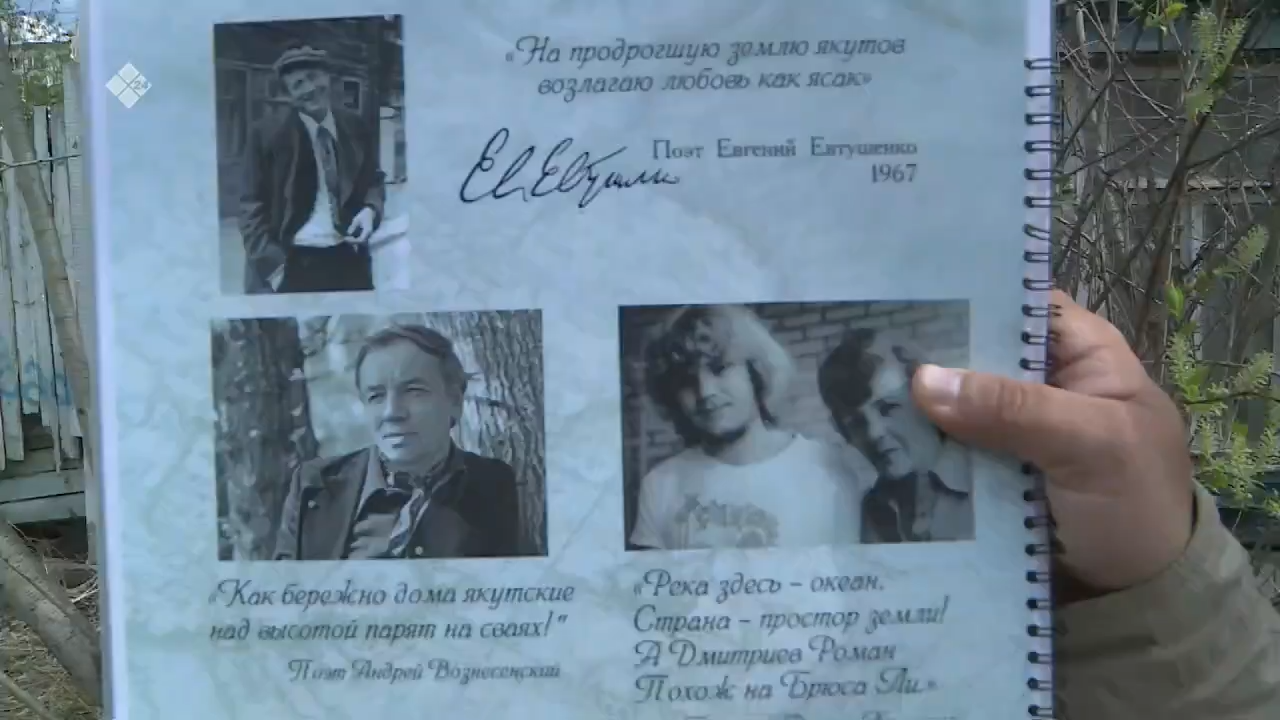 24
«На продрогшую землю якутов
возлагаю любовь как ясак»
Поэт Евгений Евтушенко
1967
«Как бережно дома якутские
над высотой парят на сваях!"
Поэт Андрей Вознесенский
«Река здесь – океан.
Страна – простор земли!
А Дмитриев Роман
Похож на Брюса Ли.»